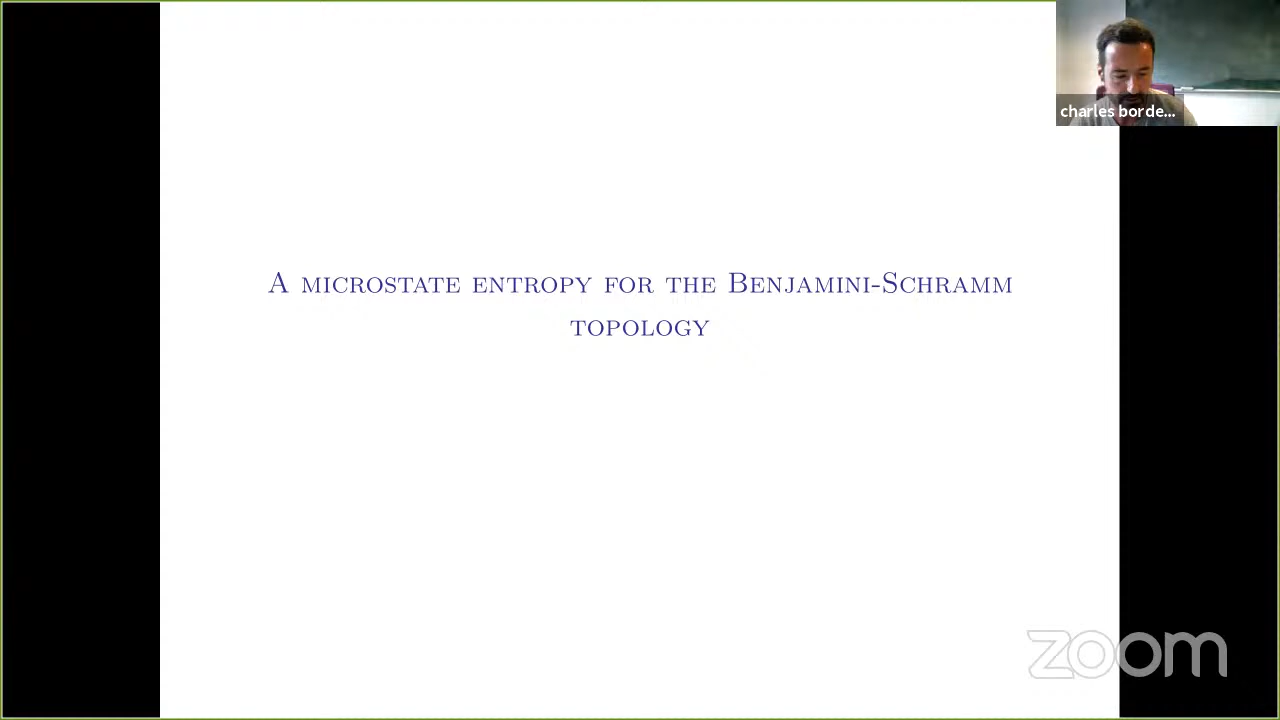 charles borde...
A microstate entropy for the Benjamini-Schramm
topology
zoom